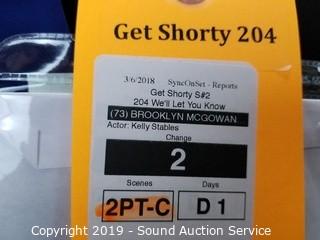 Get Shorty 204
3/6/2018 SyncOnSet - Reports
Get Shorty S#2
204 We'll Let You Know
(73) BROOKLYN MCGOWAN
Actor: Kelly Stables
Change
2
Scenes Days
2PT-C D 1
Copyright 2019 - Sound Auction Service